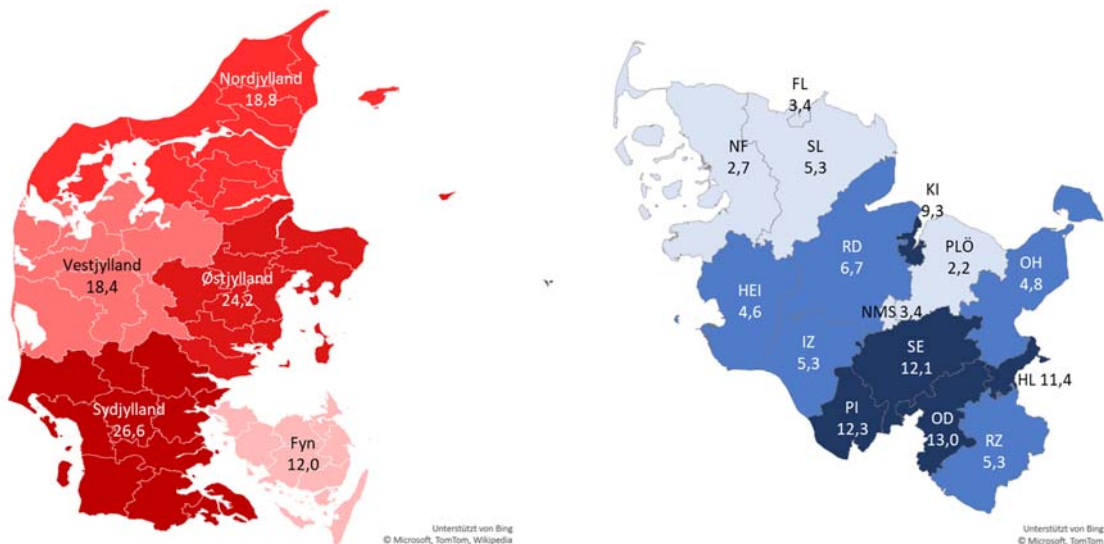 Nordjylland
18,8
Vestjylland
18,4
Østjylland
24,2
Sydjylland
26,6
Fyn
12,0
Unterstützt von Bing
© Microsoft, TomTom, Wikipedia
FL
3,4
NF
2,7
SL
5,3
KI
9,3
RD
6,7
PLÖ
2,2
OH
4,8
HEI
4,6
NMS 3,4
IZ
5,3
SE
12,1
HL 11,4
PI
12,3
OD
13,0
RZ
5,3
Unterstützt von Bing
© Microsoft, TomTom